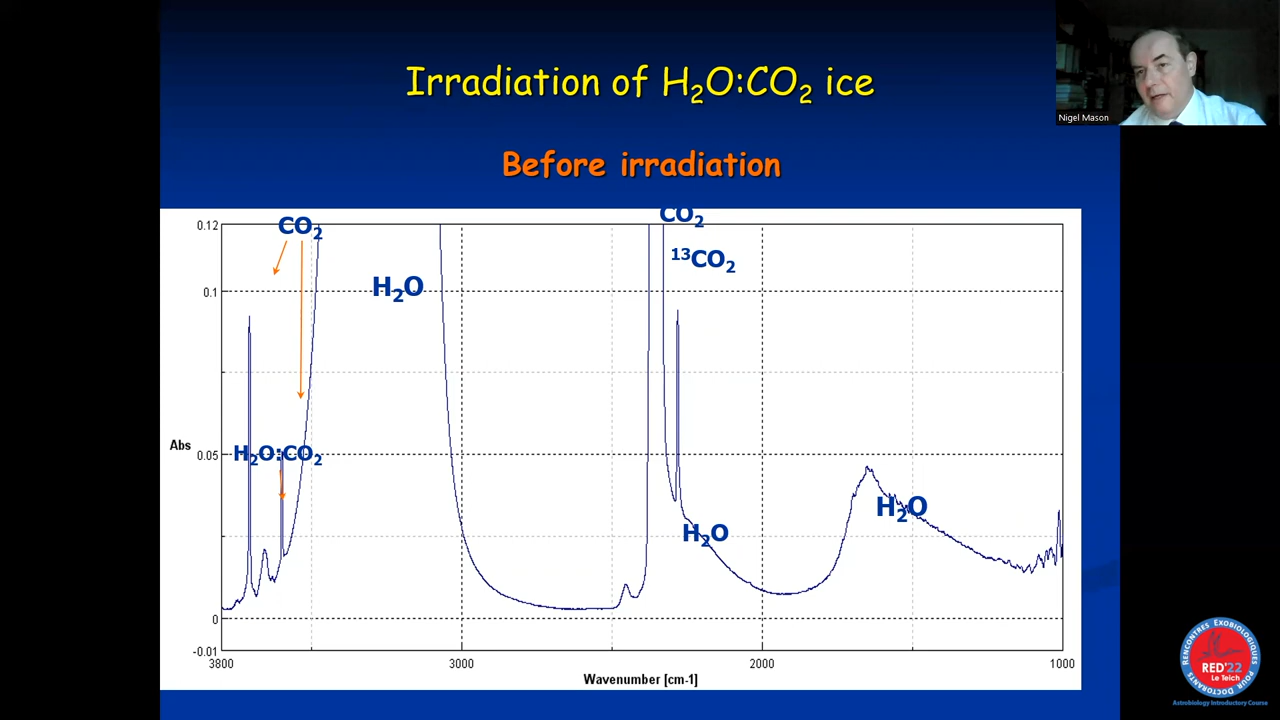 Irradiation of H₂O:CO₂ ice
Nigel Mason
Before irradiation
CO₂
CO₂
¹³CO₂
H₂O
H₂O:CO₂
H₂O
H₂O
0.12
0.1
Abs
0.05
0
-0.01
3800
3000
2000
1000
Wavenumber [cm-1]
RENCONTRES EXOBIOLOGIQUES
POUR DOCTORANTS
RED'22
Le Teich
Astrobiology Introductory Course